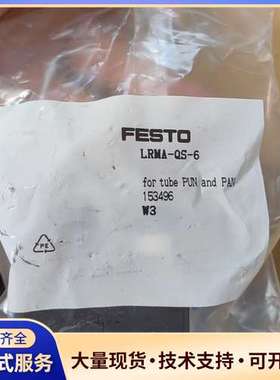 FESTO
LRMA-QS-6
for tube PUN and PAN
153496
W3
PE
齐全
式服务
大量现货·技术支持·可开